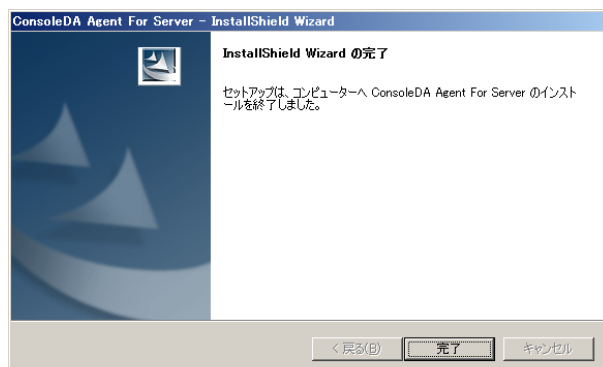 ConsoleDA Agent For Server - InstallShield Wizard
InstallShield Wizard の完了
セットアップは、コンピューターへ ConsoleDA Agent For Server のインスト
ールを終了しました。
< 戻る(B)
完了
キャンセル